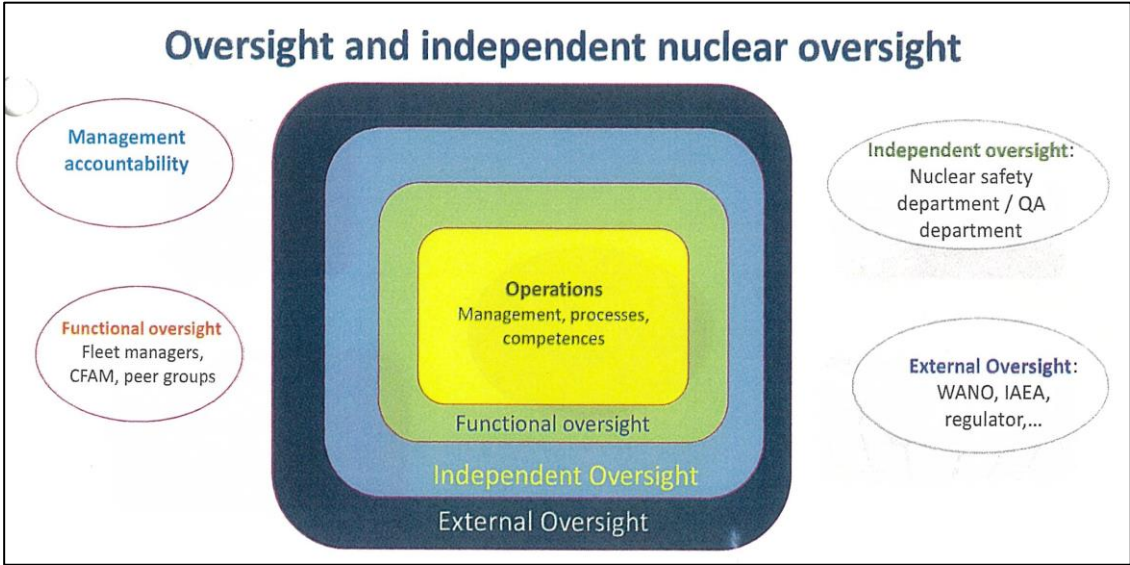 Oversight and independent nuclear oversight
Management
accountability
Functional oversight
Fleet managers,
CFAM, peer groups
Operations
Management, processes,
competences
Functional oversight
Independent Oversight
External Oversight
Independent oversight:
Nuclear safety
department / QA
department
External Oversight:
WANO, IAEA,
regulator,...